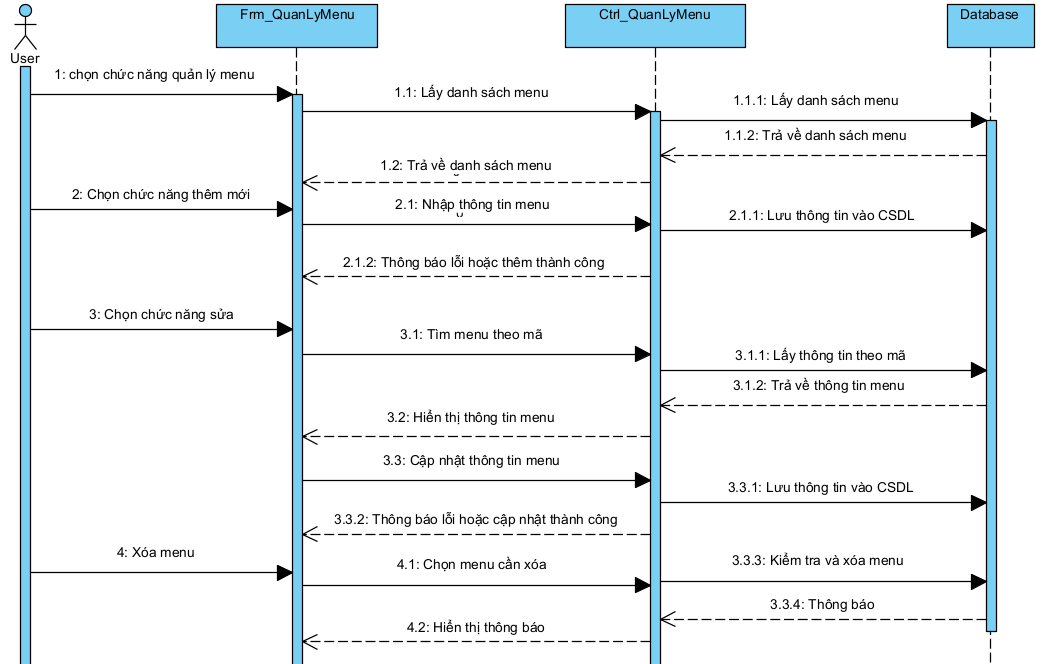 Frm_QuanLyMenu
Ctrl_QuanLyMenu
Database
User
1: chọn chức năng quản lý menu
1.1: Lấy danh sách menu
1.1.1: Lấy danh sách menu
1.1.2: Trả về danh sách menu
1.2: Trả về danh sách menu
2: Chọn chức năng thêm mới
2.1: Nhập thông tin menu
2.1.1: Lưu thông tin vào CSDL
2.1.2: Thông báo lỗi hoặc thêm thành công
3: Chọn chức năng sửa
3.1: Tìm menu theo mã
3.1.1: Lấy thông tin theo mã
3.1.2: Trả về thông tin menu
3.2: Hiển thị thông tin menu
3.3: Cập nhật thông tin menu
3.3.1: Lưu thông tin vào CSDL
3.3.2: Thông báo lỗi hoặc cập nhật thành công
4: Xóa menu
4.1: Chọn menu cần xóa
3.3.3: Kiểm tra và xóa menu
3.3.4: Thông báo
4.2: Hiển thị thông báo